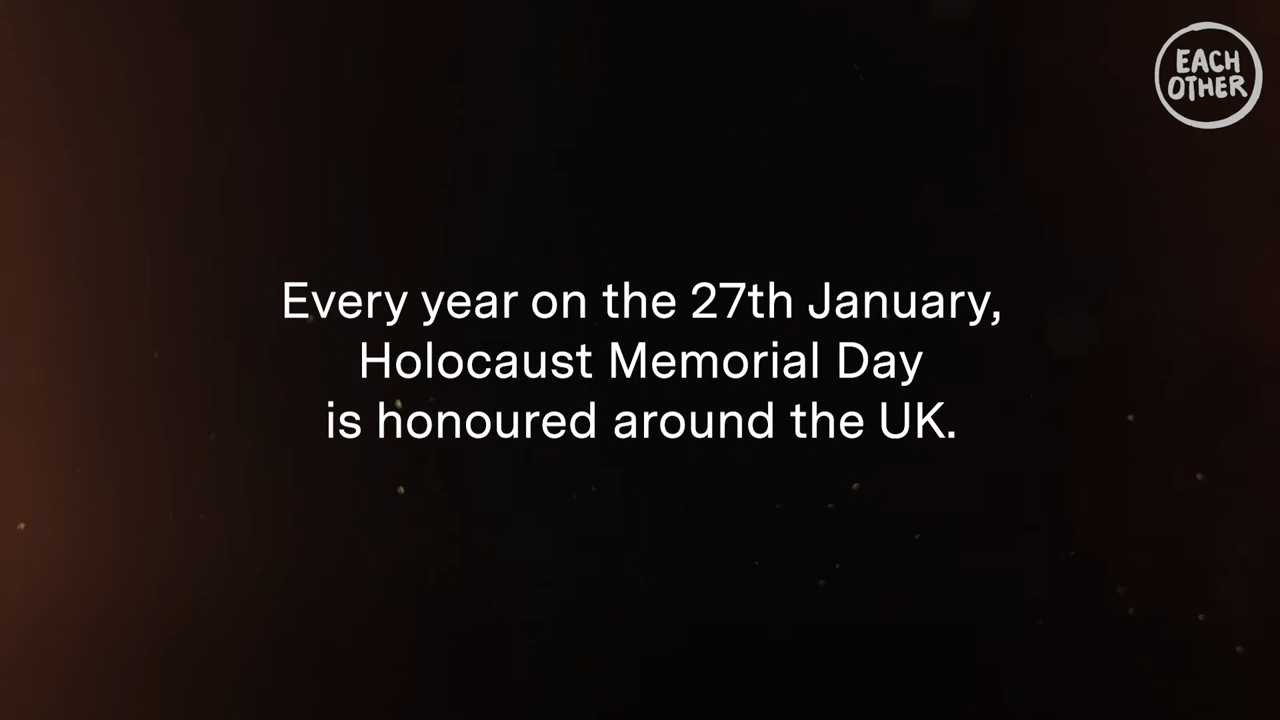 EACH
OTHER
Every year on the 27th January,
Holocaust Memorial Day
is honoured around the UK.